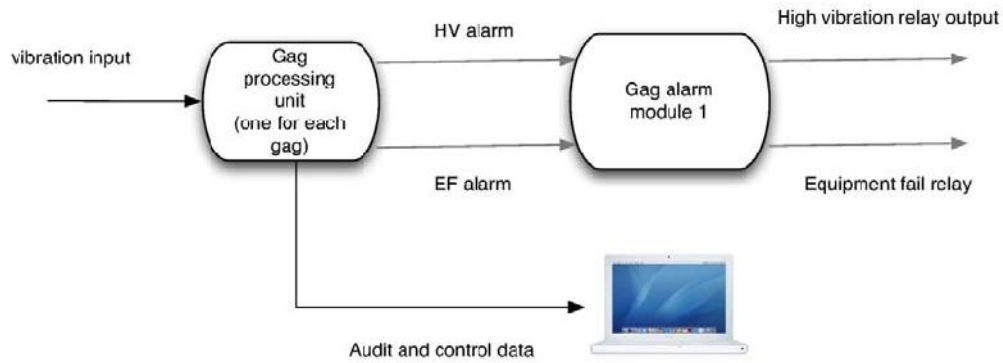 High vibration relay output
HV alarm
vibration input
Gag
processing
unit
(one for each
gag)
Gag alarm
module 1
EF alarm
Equipment fail relay
Audit and control data